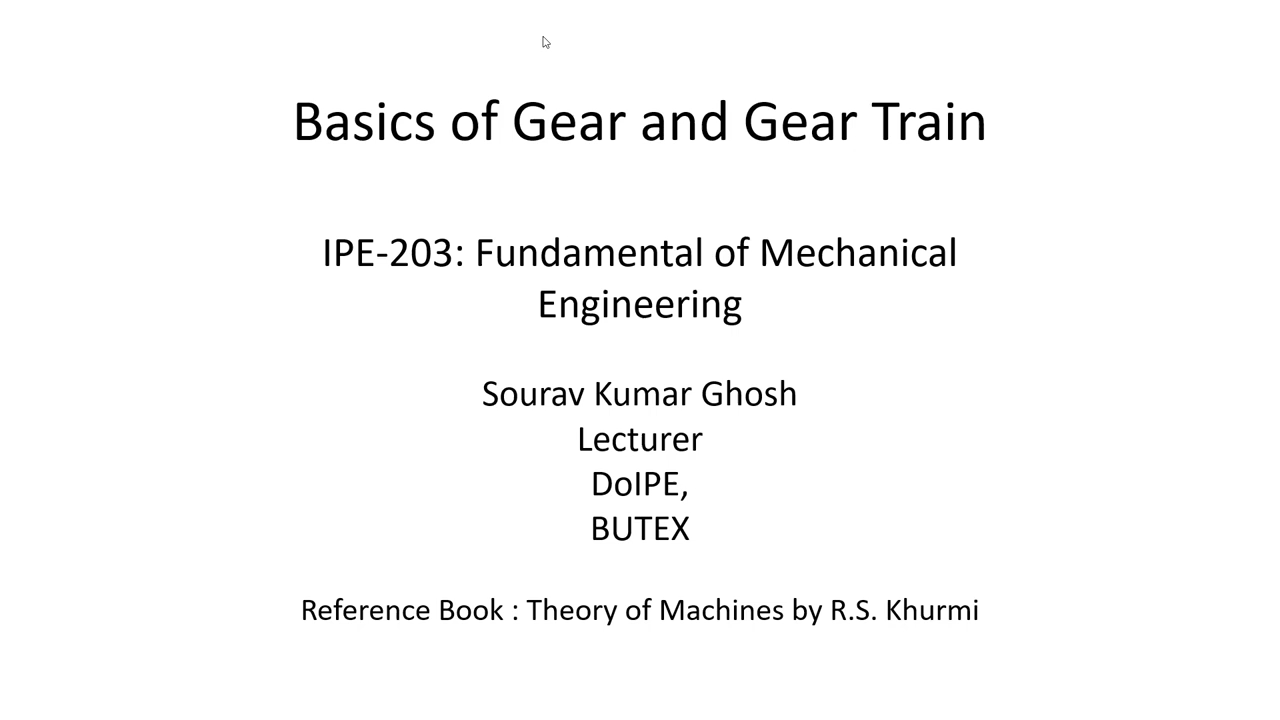 Basics of Gear and Gear Train
IPE-203: Fundamental of Mechanical
Engineering
Sourav Kumar Ghosh
Lecturer
DoIPE,
BUTEX
Reference Book : Theory of Machines by R.S. Khurmi